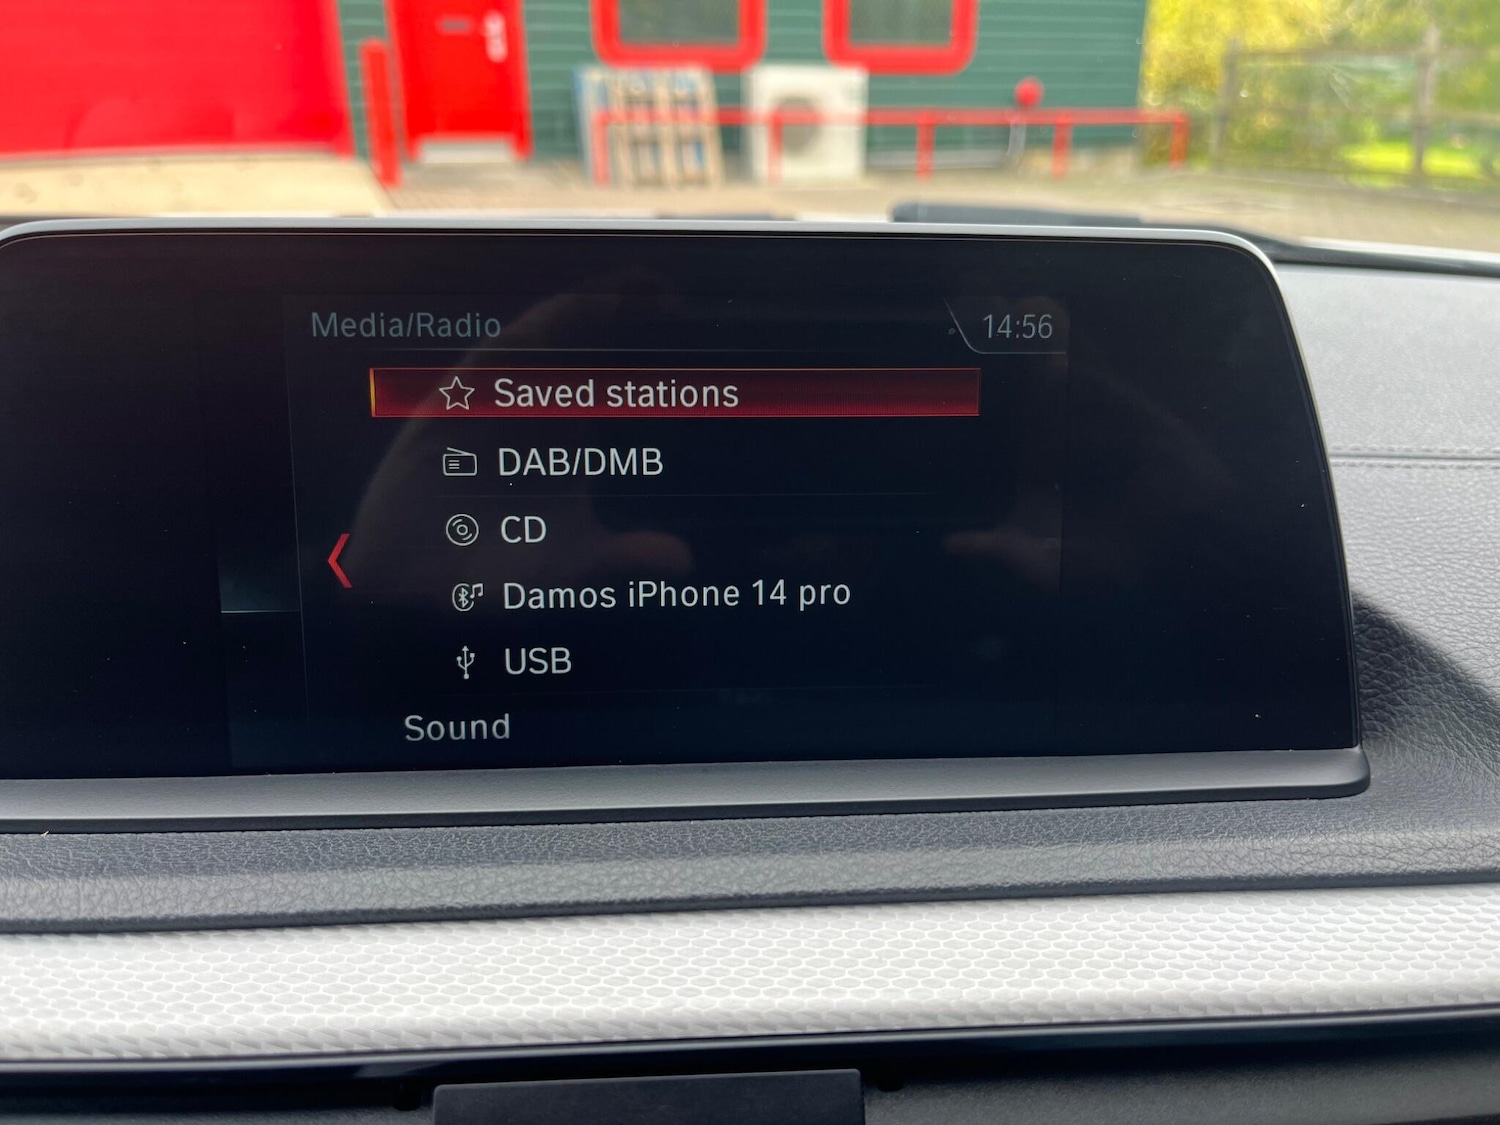 Media/Radio
14:56
Saved stations
DAB/DMB
CD
Damos iPhone 14 pro
USB
Sound